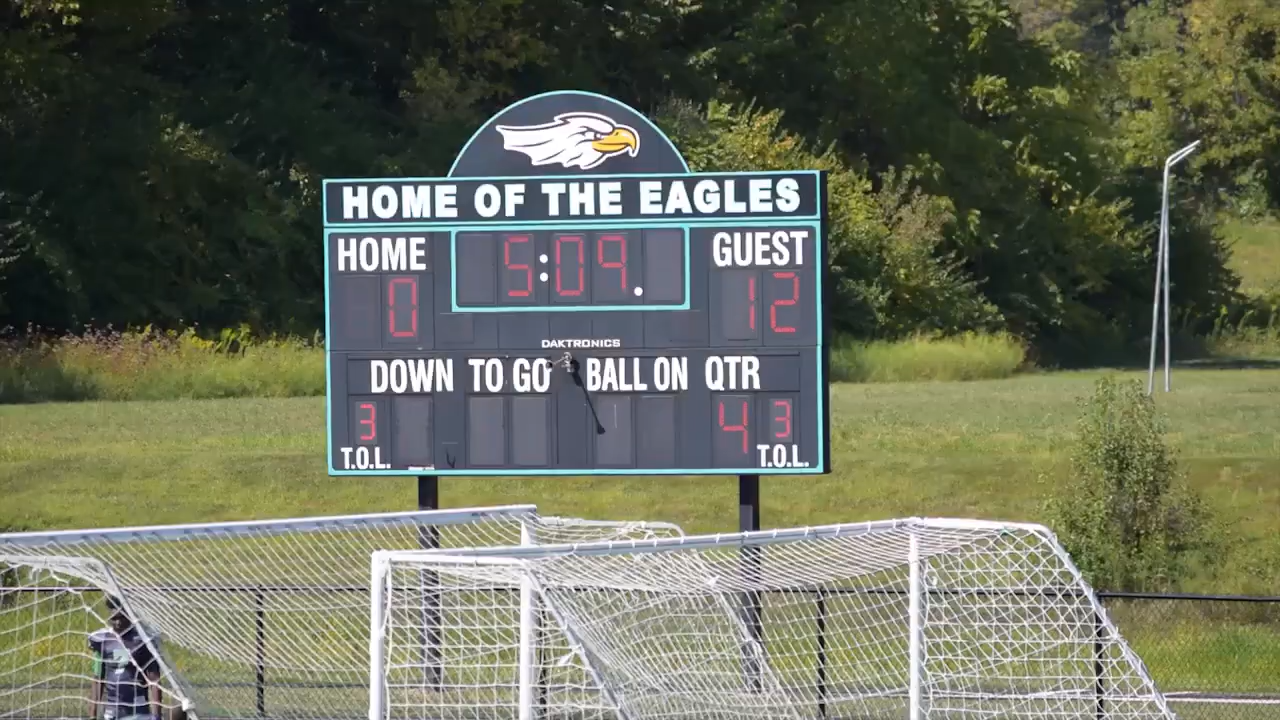 HOME OF THE EAGLES
HOME 5:09. GUEST
0 12
DAKTRONICS
DOWN TO GO BALL ON QTR
3 4 3
T.O.L. T.O.L.